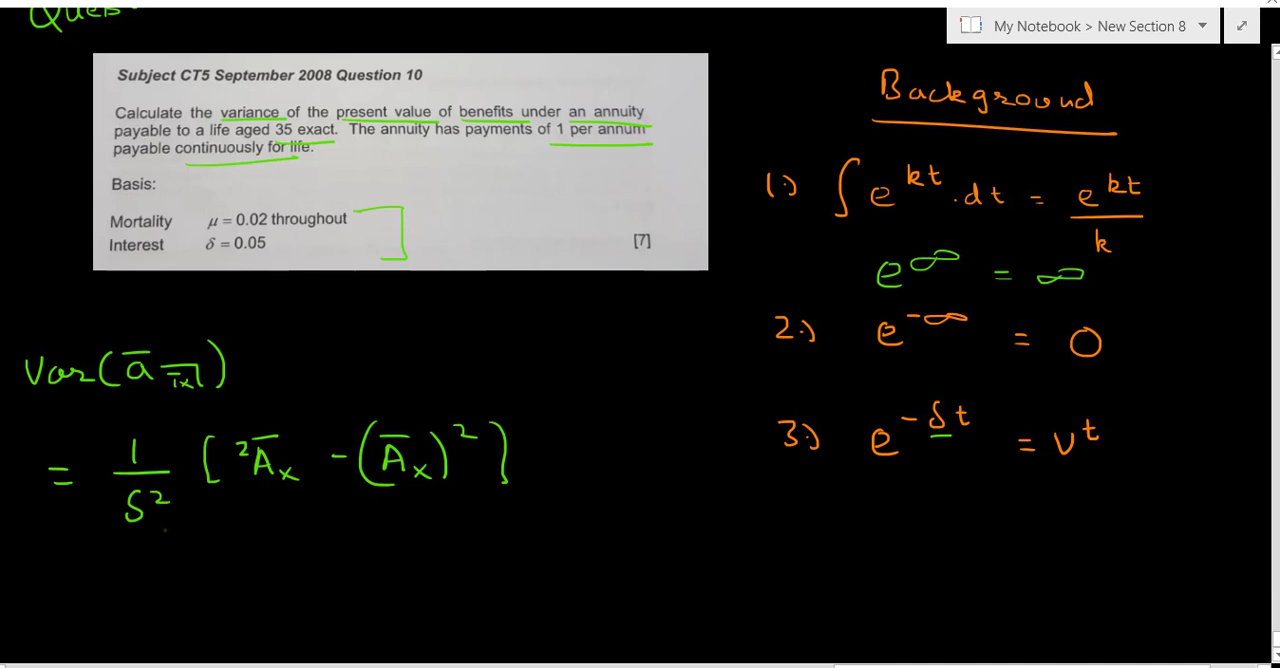 Ques
My Notebook > New Section 8
Subject CT5 September 2008 Question 10
Calculate the variance of the present value of benefits under an annuity
payable to a life aged 35 exact. The annuity has payments of 1 per annum
payable continuously for life.
Basis:
Mortality μ = 0.02 throughout
Interest δ = 0.05 [7]
Var(ā T̅x̅|)
= 1/δ² [²Āx - (Āx)²]
Background
1.) ∫ e^kt . dt = e^kt / k
e^∞ = ∞
2.) e^-∞ = 0
3.) e^-δt = v^t